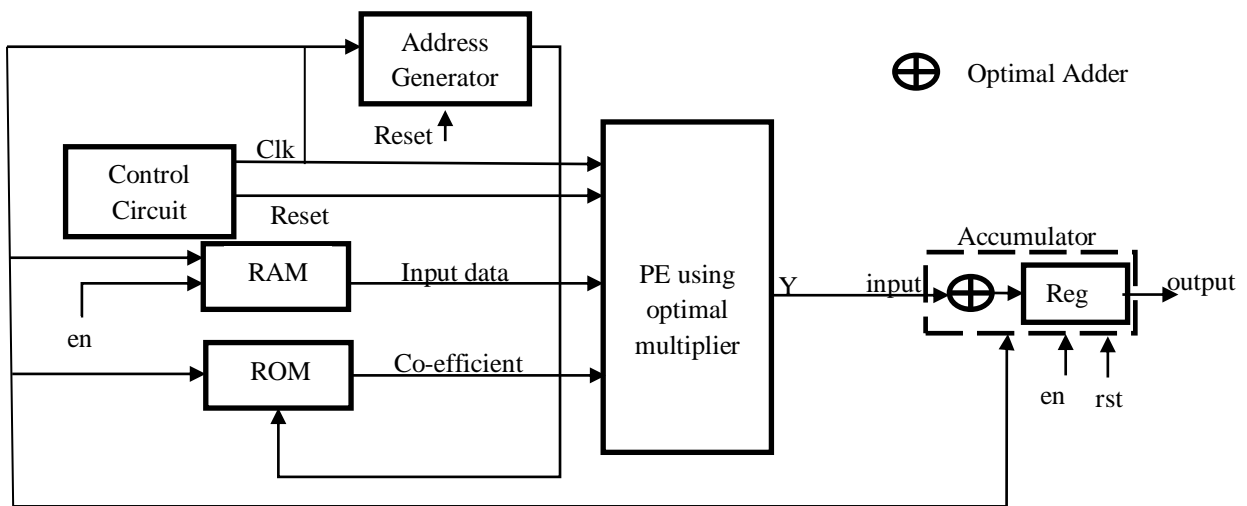 Address
Generator
Optimal Adder
Reset
Clk
Control
Circuit
Reset
Accumulator
RAM
Input data
PE using
optimal
multiplier
Y
input
Reg
output
en
ROM
Co-efficient
en
rst